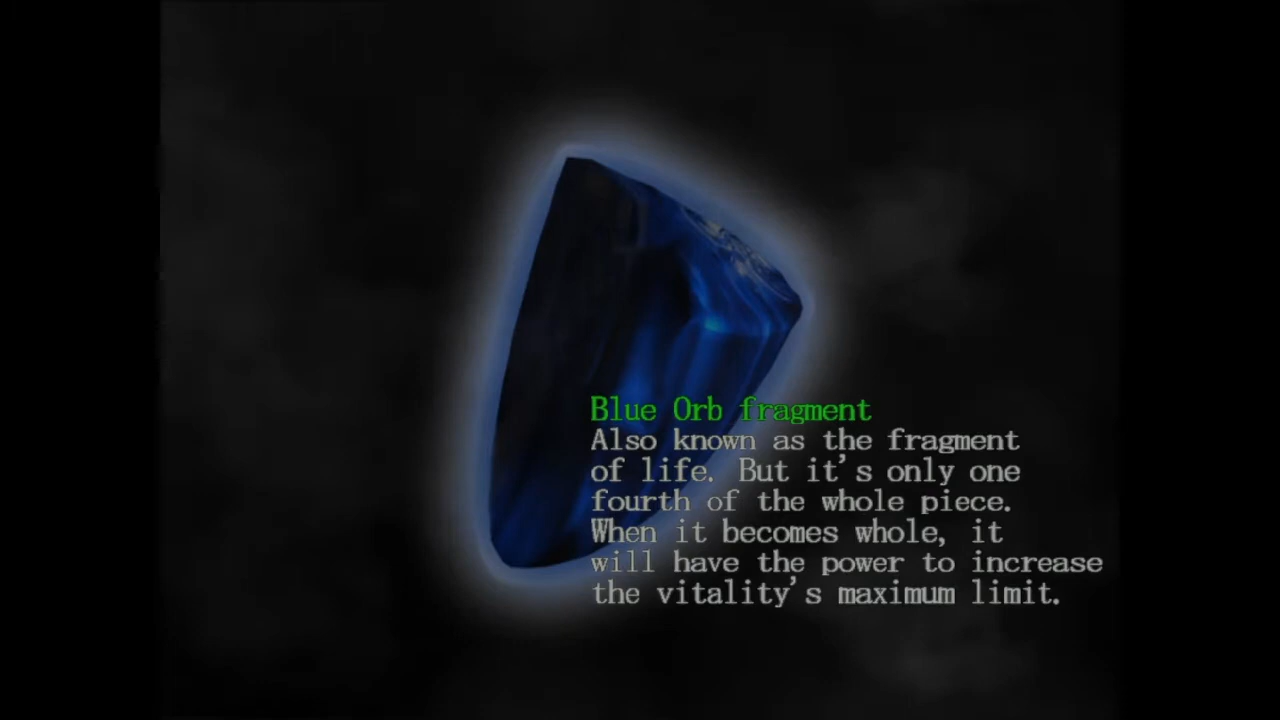 Blue Orb fragment
Also known as the fragment
of life. But it's only one
fourth of the whole piece.
When it becomes whole, it
will have the power to increase
the vitality's maximum limit.